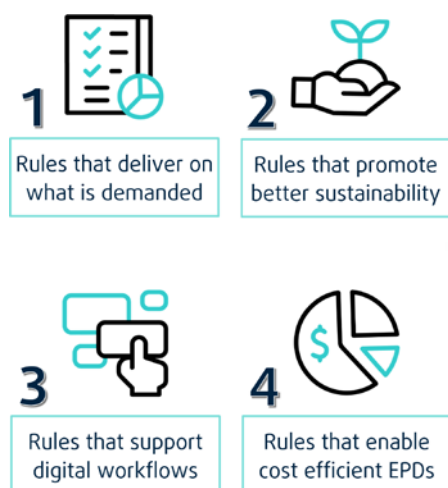 1
Rules that deliver on
what is demanded
2
Rules that promote
better sustainability
3
Rules that support
digital workflows
$
4
Rules that enable
cost efficient EPDs